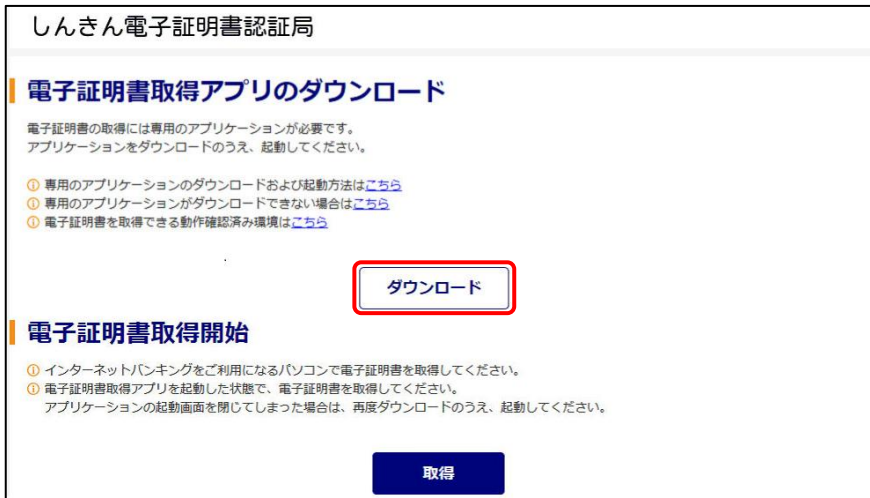 しんきん電子証明書認証局
電子証明書取得アプリのダウンロード
電子証明書の取得には専用のアプリケーションが必要です。
アプリケーションをダウンロードのうえ、起動してください。
専用のアプリケーションのダウンロードおよび起動方法はこちら
専用のアプリケーションがダウンロードできない場合はこちら
電子証明書を取得できる動作確認済み環境はこちら
ダウンロード
電子証明書取得開始
インターネットバンキングをご利用になるパソコンで電子証明書を取得してください。
電子証明書取得アプリを起動した状態で、電子証明書を取得してください。
アプリケーションの起動画面を閉じてしまった場合は、再度ダウンロードのうえ、起動してください。
取得